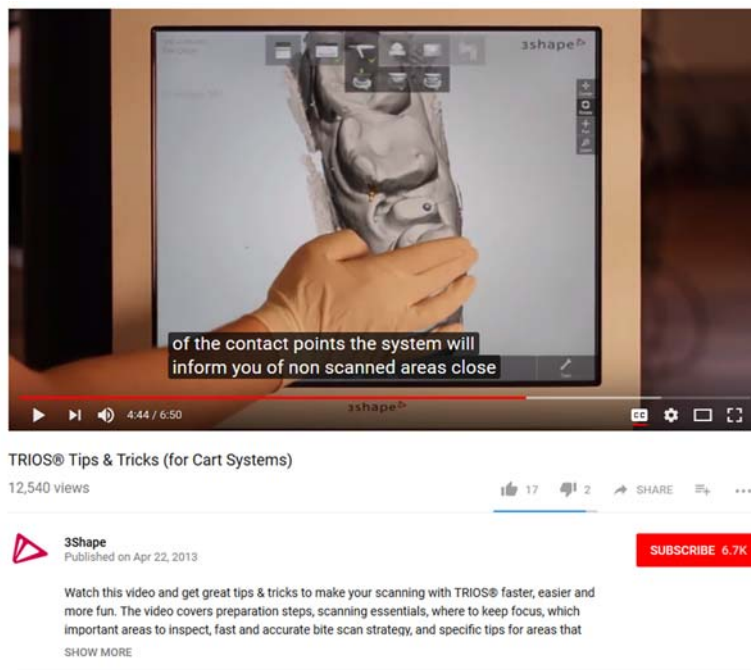 3shape
of the contact points the system will
inform you of non scanned areas close
3shape
4:44 / 6:50
CC
TRIOS® Tips & Tricks (for Cart Systems)
12,540 views
17
2
SHARE
3Shape
Published on Apr 22, 2013
SUBSCRIBE 6.7K
Watch this video and get great tips & tricks to make your scanning with TRIOS® faster, easier and
more fun. The video covers preparation steps, scanning essentials, where to keep focus, which
important areas to inspect, fast and accurate bite scan strategy, and specific tips for areas that
SHOW MORE